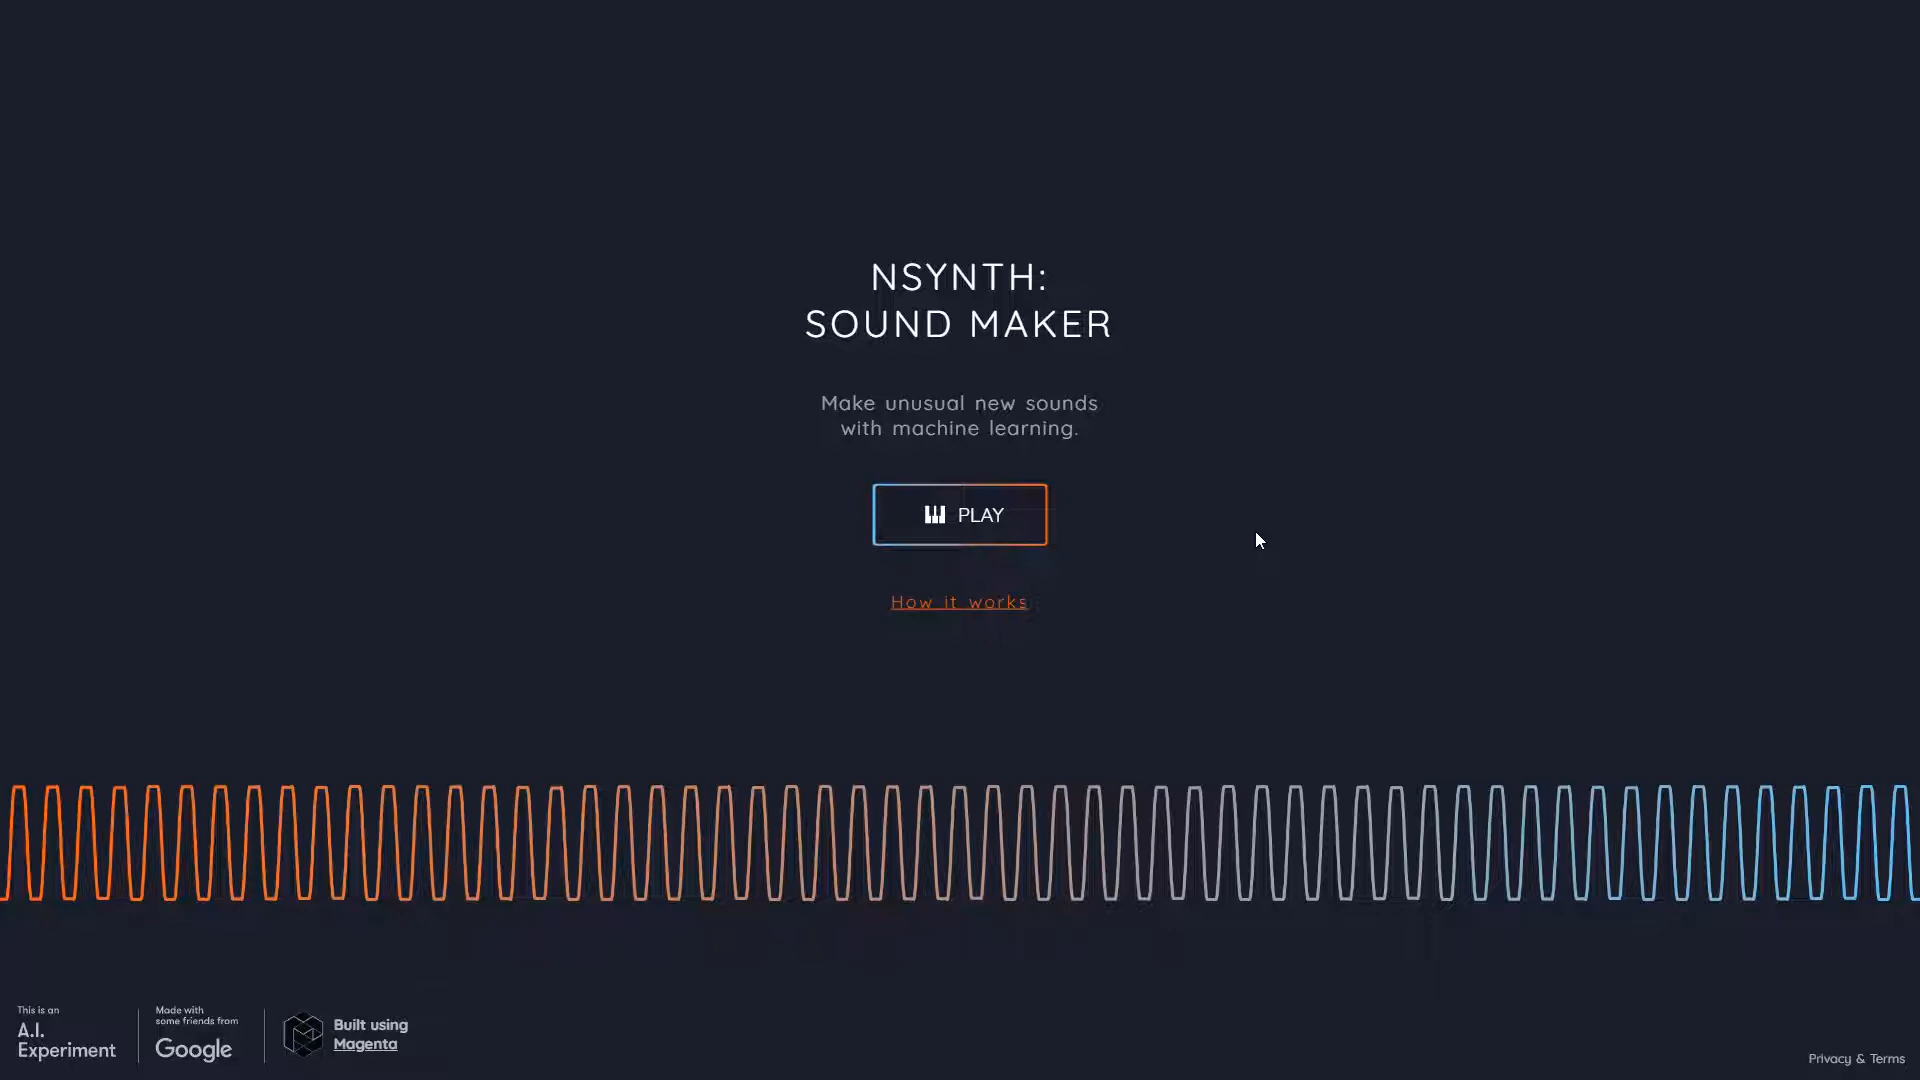 NSYNTH:
SOUND MAKER
Make unusual new sounds
with machine learning.
PLAY
How it works
This is an
A.I.
Experiment
Made with
some friends from
Google
Built using
Magenta
Privacy & Terms